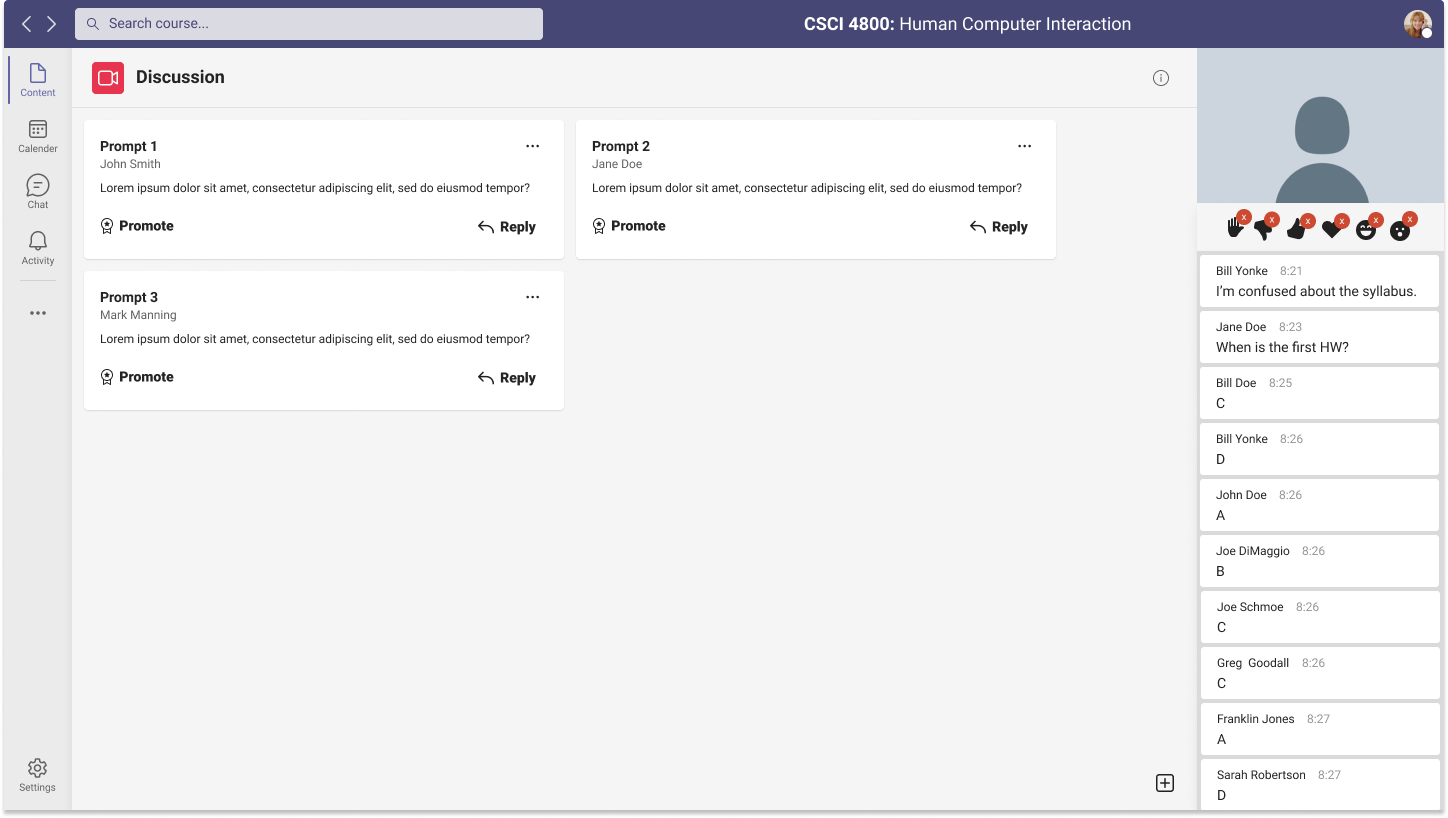 Search course...
CSCI 4800: Human Computer Interaction
Content
Calender
Chat
Activity
Settings
Discussion
Prompt 1
John Smith
Lorem ipsum dolor sit amet, consectetur adipiscing elit, sed do eiusmod tempor?
Promote
Reply
Prompt 2
Jane Doe
Lorem ipsum dolor sit amet, consectetur adipiscing elit, sed do eiusmod tempor?
Promote
Reply
Prompt 3
Mark Manning
Lorem ipsum dolor sit amet, consectetur adipiscing elit, sed do eiusmod tempor?
Promote
Reply
x x x x x x
Bill Yonke 8:21
I’m confused about the syllabus.
Jane Doe 8:23
When is the first HW?
Bill Doe 8:25
C
Bill Yonke 8:26
D
John Doe 8:26
A
Joe DiMaggio 8:26
B
Joe Schmoe 8:26
C
Greg Goodall 8:26
C
Franklin Jones 8:27
A
Sarah Robertson 8:27
D